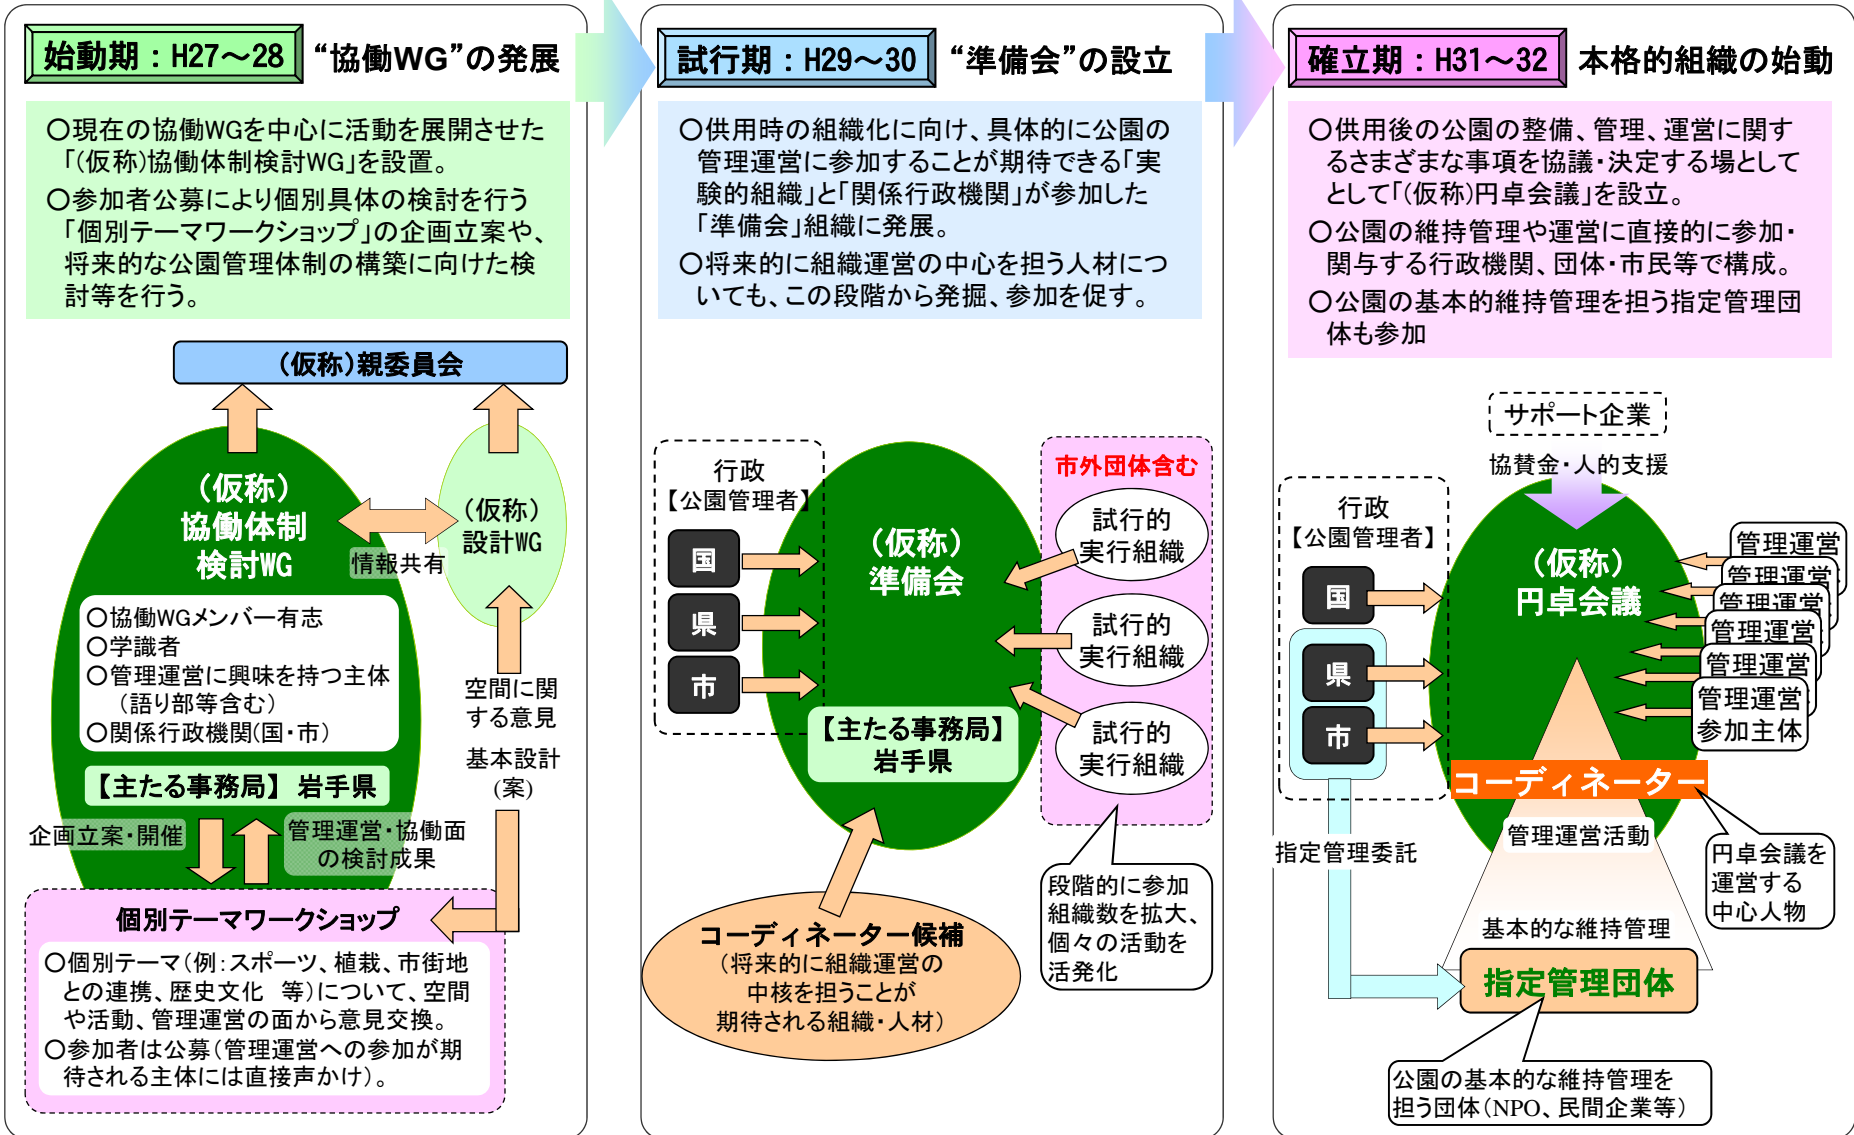 始動期：H27～28
“協働WG”の発展
○現在の協働WGを中心に活動を展開させた
「(仮称)協働体制検討WG」を設置。
○参加者公募により個別具体の検討を行う
「個別テーマワークショップ」の企画立案や、
将来的な公園管理体制の構築に向けた検
討等を行う。
(仮称)親委員会
(仮称)
協働体制
検討WG
情報共有
(仮称)
設計WG
○協働WGメンバー有志
○学識者
○管理運営に興味を持つ主体
(語り部等含む)
○関係行政機関(国・市)
【主たる事務局】 岩手県
空間に関
する意見
基本設計
(案)
企画立案・開催
管理運営・協働面
の検討成果
個別テーマワークショップ
○個別テーマ(例：スポーツ、植栽、市街地
との連携、歴史文化 等)について、空間
や活動、管理運営の面から意見交換。
○参加者は公募(管理運営への参加が期
待される主体には直接声かけ)。
試行期：H29～30
“準備会”の設立
○供用時の組織化に向け、具体的に公園の
管理運営に参加することが期待できる「実
験的組織」と「関係行政機関」が参加した
「準備会」組織に発展。
○将来的に組織運営の中心を担う人材につ
いても、この段階から発掘、参加を促す。
行政
【公園管理者】
国
県
市
(仮称)
準備会
【主たる事務局】
岩手県
市外団体含む
試行的
実行組織
試行的
実行組織
試行的
実行組織
段階的に参加
組織数を拡大、
個々の活動を
活発化
コーディネーター候補
(将来的に組織運営の
中核を担うことが
期待される組織・人材)
確立期：H31～32
本格的組織の始動
○供用後の公園の整備、管理、運営に関す
るさまざまな事項を協議・決定する場として
として「(仮称)円卓会議」を設立。
○公園の維持管理や運営に直接的に参加・
関与する行政機関、団体・市民等で構成。
○公園の基本的維持管理を担う指定管理団
体も参加
サポート企業
協賛金・人的支援
行政
【公園管理者】
国
県
市
(仮称)
円卓会議
管理運営
管理運営
管理運営
管理運営
管理運営
管理運営
参加主体
コーディネーター
管理運営活動
円卓会議を
運営する
中心人物
指定管理委託
基本的な維持管理
指定管理団体
公園の基本的な維持管理を
担う団体(NPO、民間企業等)